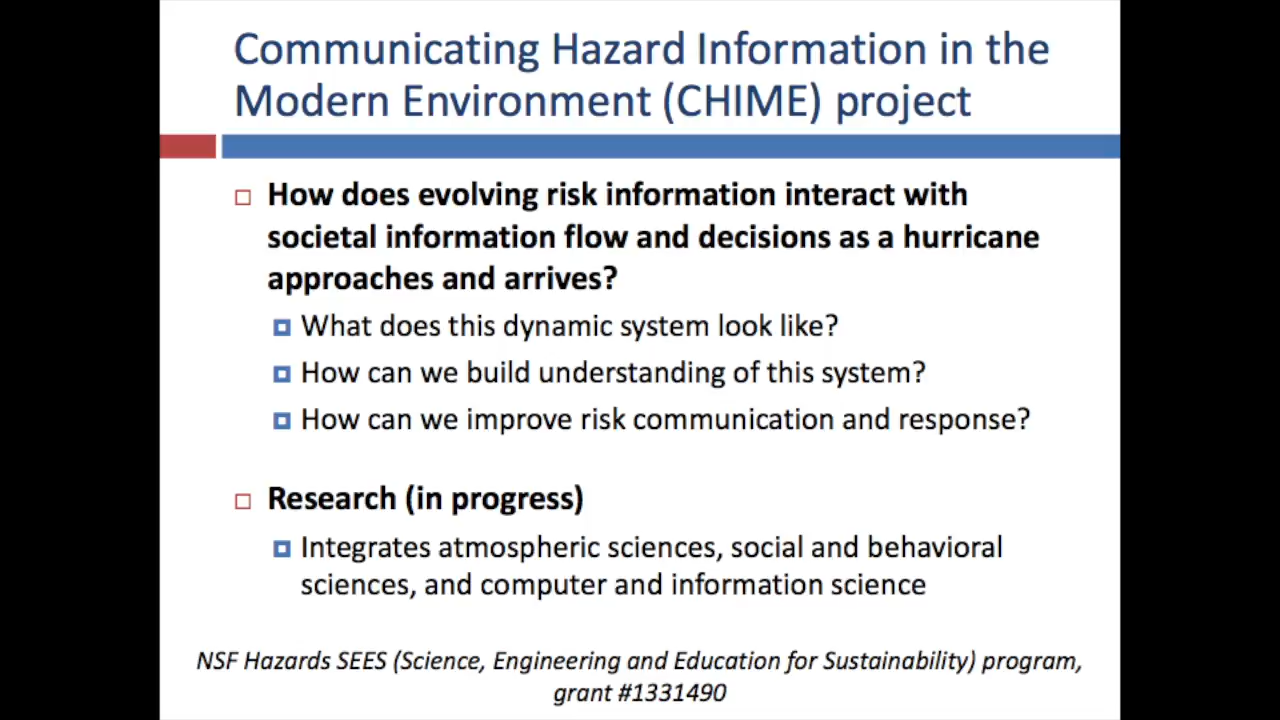 Communicating Hazard Information in the
Modern Environment (CHIME) project
How does evolving risk information interact with
societal information flow and decisions as a hurricane
approaches and arrives?
What does this dynamic system look like?
How can we build understanding of this system?
How can we improve risk communication and response?
Research (in progress)
Integrates atmospheric sciences, social and behavioral
sciences, and computer and information science
NSF Hazards SEES (Science, Engineering and Education for Sustainability) program,
grant #1331490